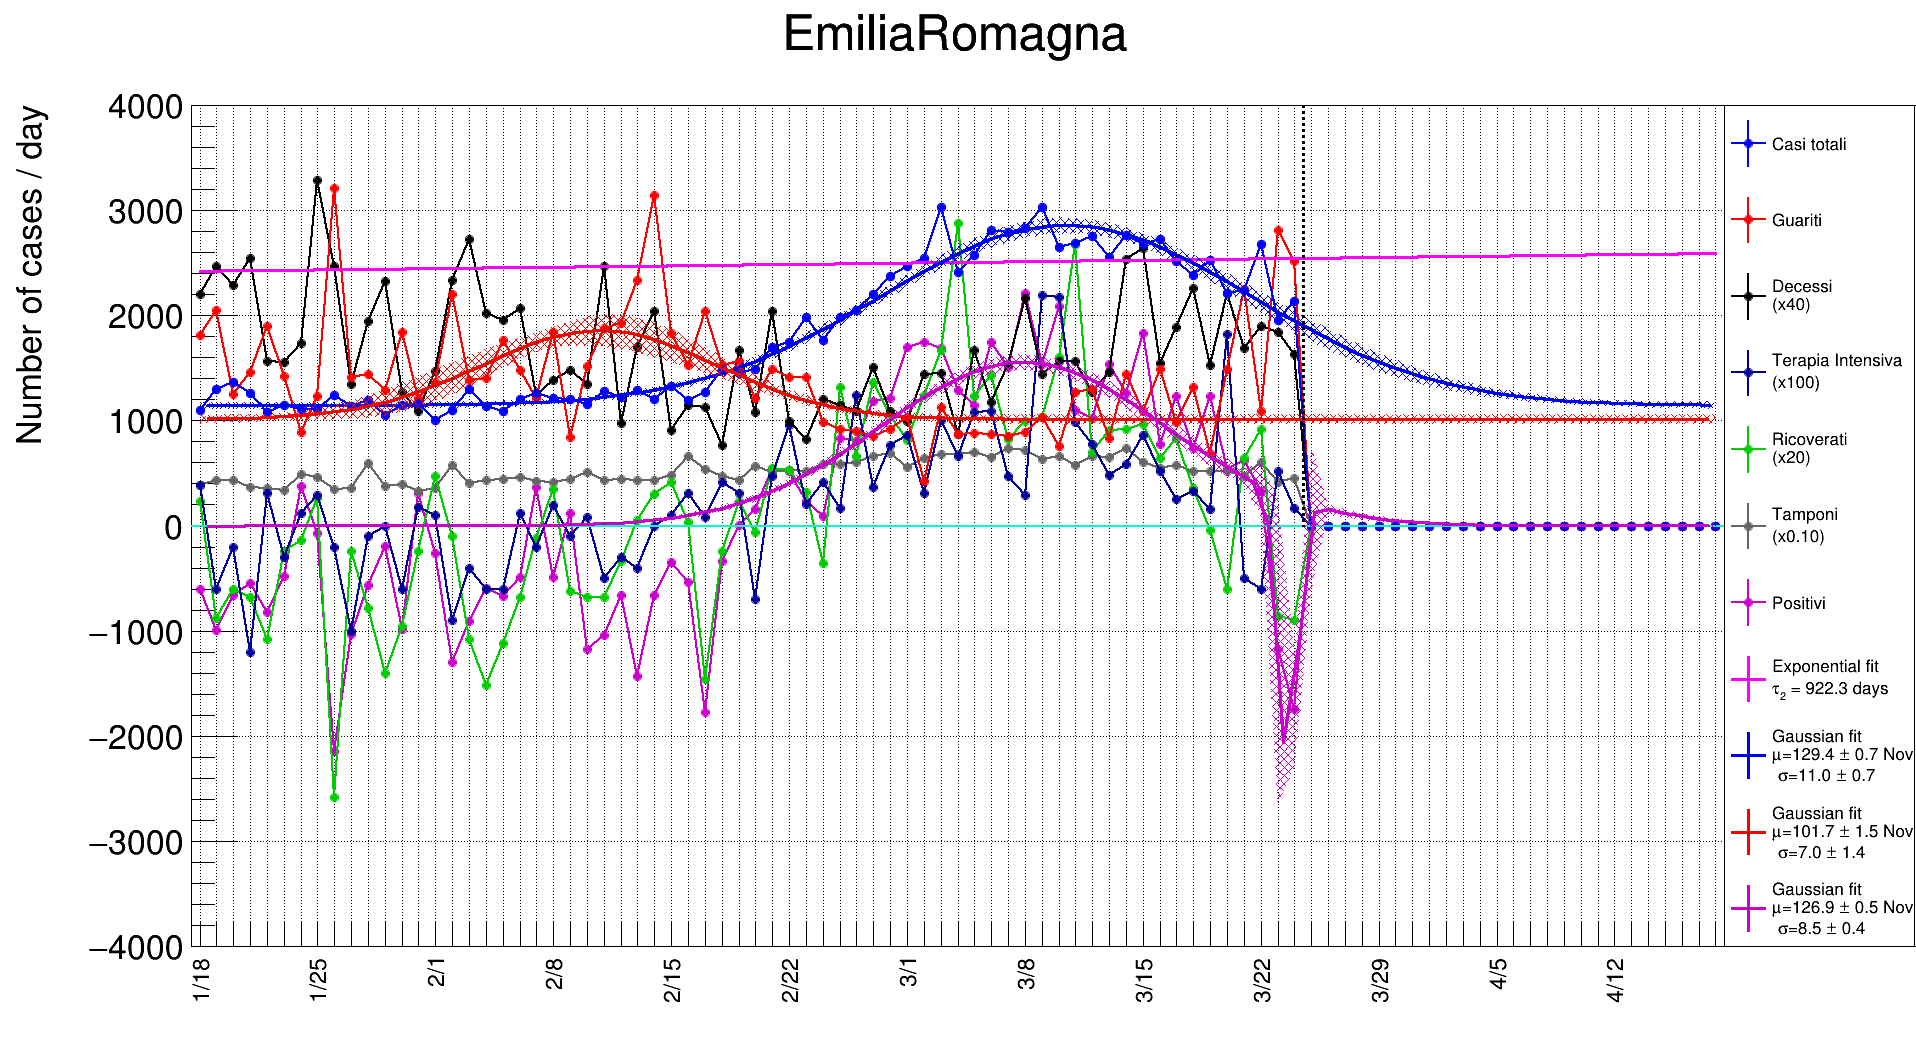 EmiliaRomagna
Number of cases / day
4000
3000
2000
1000
0
−1000
−2000
−3000
−4000
1/18
1/25
2/1
2/8
2/15
2/22
3/1
3/8
3/15
3/22
3/29
4/5
4/12
Casi totali
Guariti
Decessi
(x40)
Terapia Intensiva
(x100)
Ricoverati
(x20)
Tamponi
(x0.10)
Positivi
Exponential fit
τ2 = 922.3 days
Gaussian fit
μ=129.4 ± 0.7 Nov
σ=11.0 ± 0.7
Gaussian fit
μ=101.7 ± 1.5 Nov
σ=7.0 ± 1.4
Gaussian fit
μ=126.9 ± 0.5 Nov
σ=8.5 ± 0.4